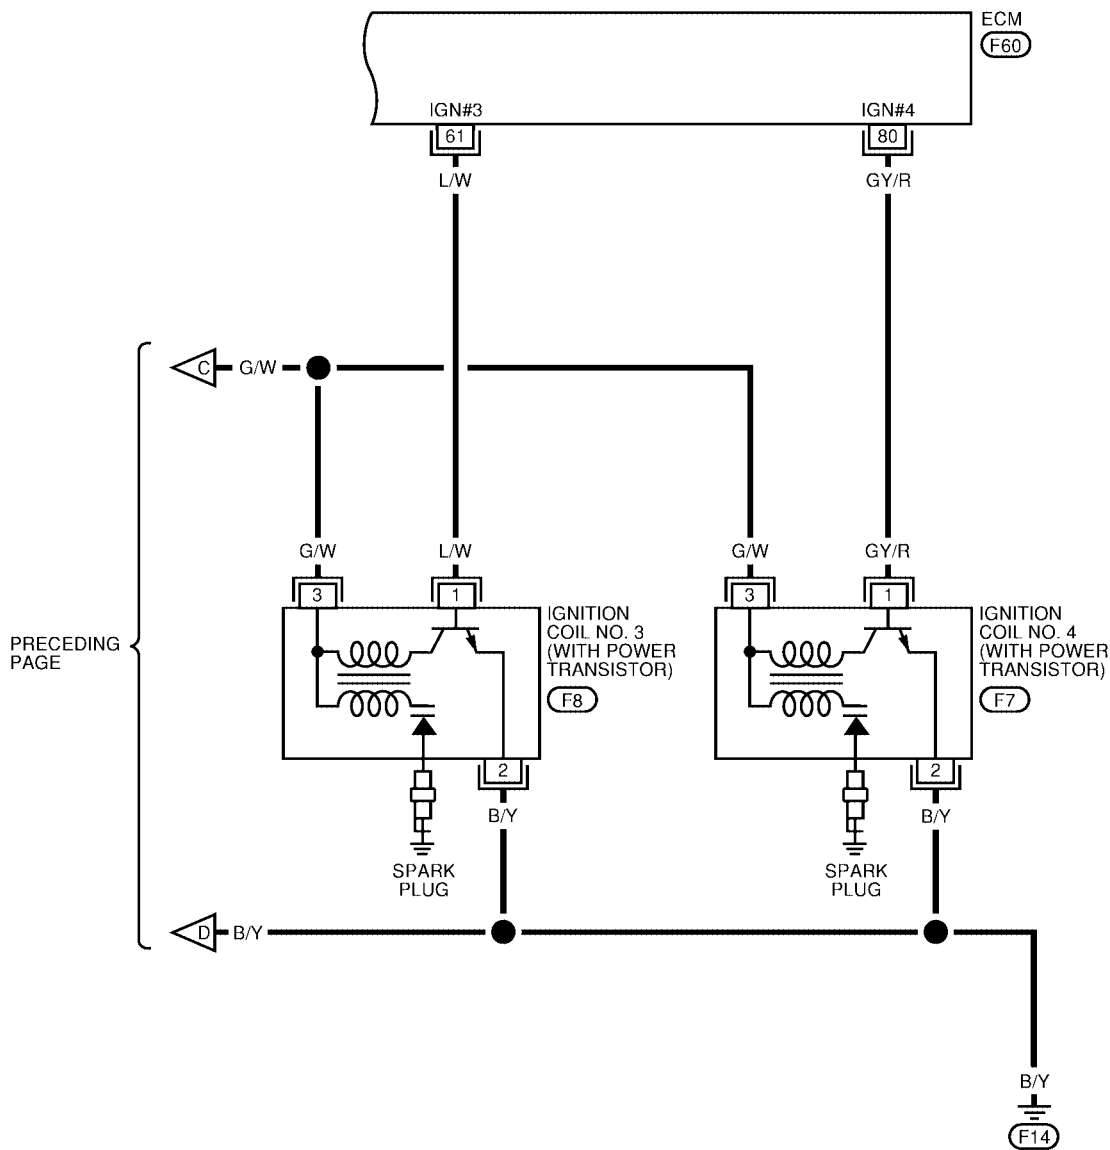 ECM
F60
IGN#3
IGN#4
61
80
L/W
GY/R
C
G/W
G/W
L/W
G/W
GY/R
3
1
3
1
IGNITION
COIL NO. 3
(WITH POWER
TRANSISTOR)
F8
IGNITION
COIL NO. 4
(WITH POWER
TRANSISTOR)
F7
PRECEDING
PAGE
2
2
B/Y
B/Y
SPARK
PLUG
SPARK
PLUG
D
B/Y
B/Y
F14